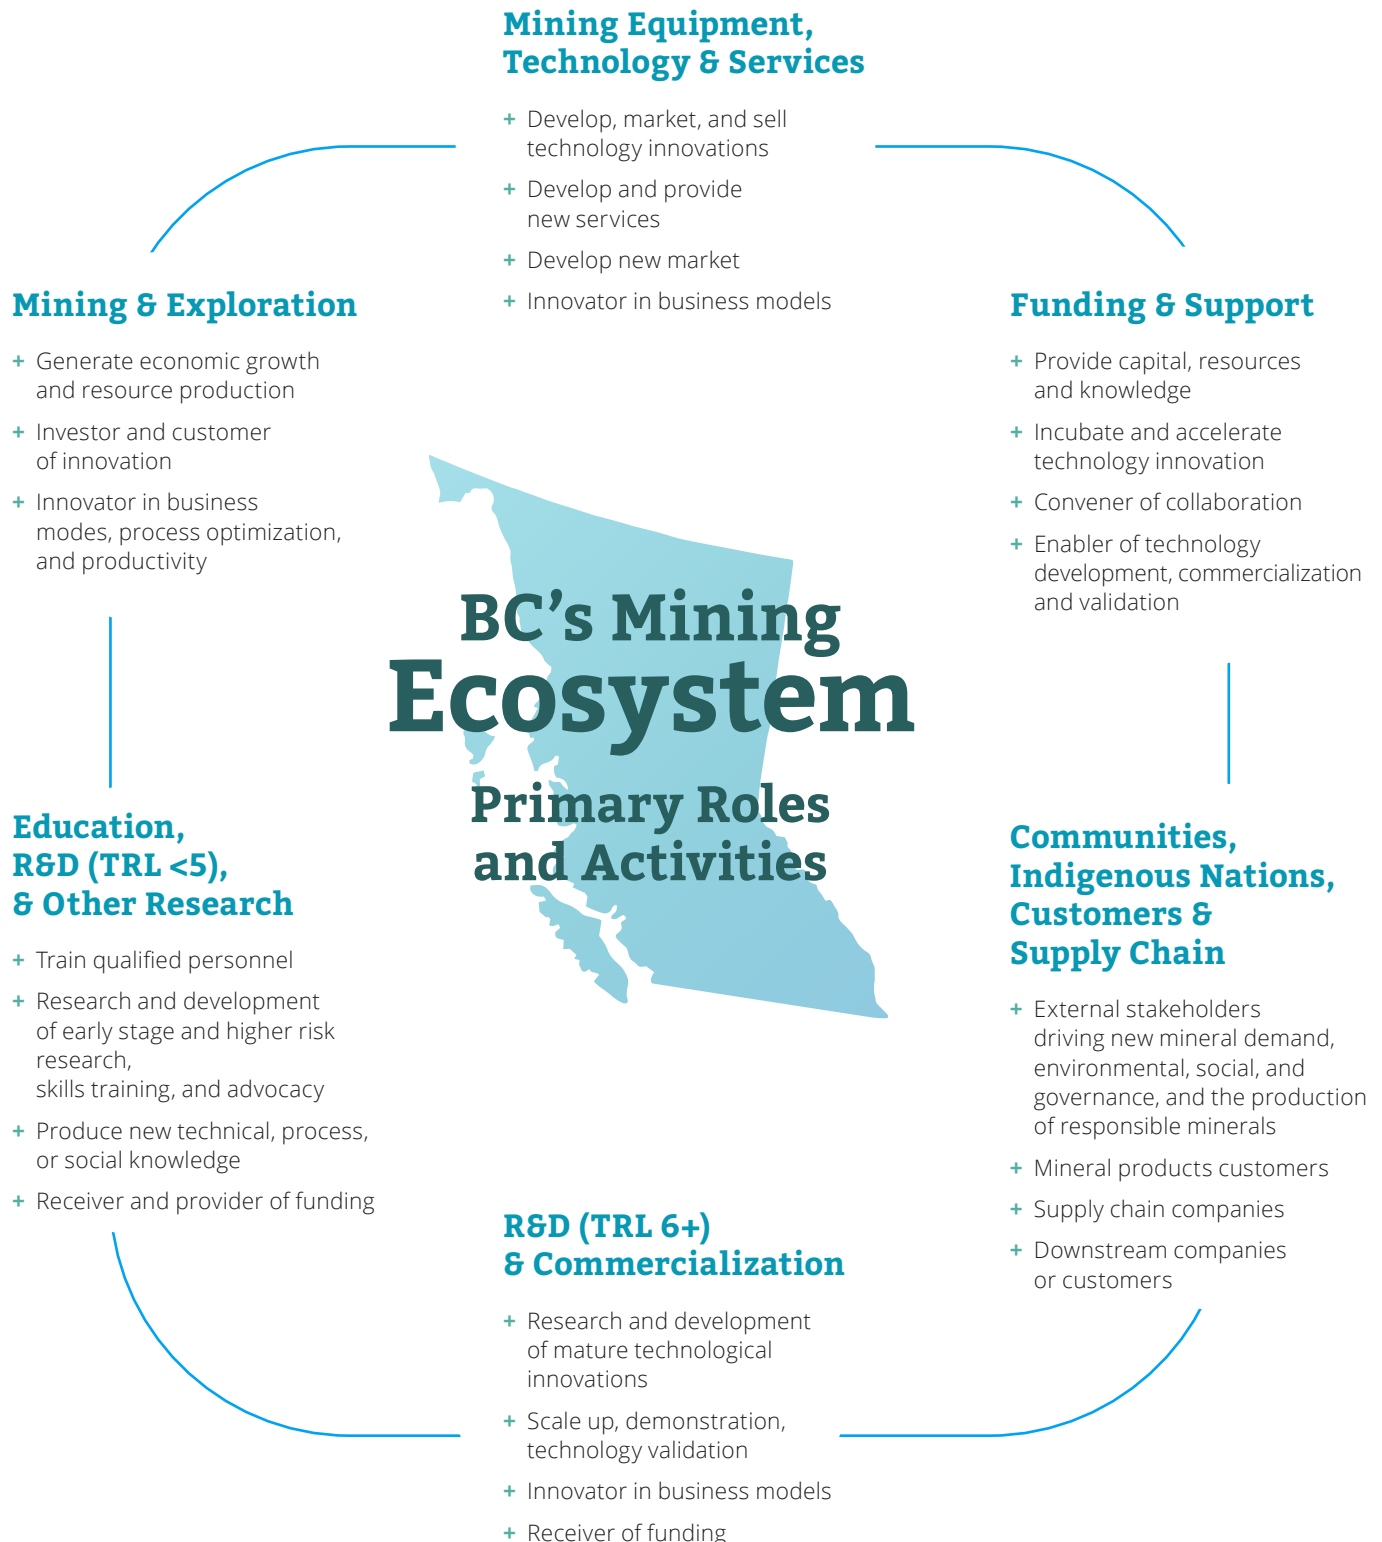 Mining Equipment,
Technology & Services
+ Develop, market, and sell
technology innovations
+ Develop and provide
new services
+ Develop new market
+ Innovator in business models
Mining & Exploration
+ Generate economic growth
and resource production
+ Investor and customer
of innovation
+ Innovator in business
modes, process optimization,
and productivity
Funding & Support
+ Provide capital, resources
and knowledge
+ Incubate and accelerate
technology innovation
+ Convener of collaboration
+ Enabler of technology
development, commercialization
and validation
BC’s Mining
Ecosystem
Primary Roles
and Activities
Education,
R&D (TRL <5),
& Other Research
+ Train qualified personnel
+ Research and development
of early stage and higher risk
research,
skills training, and advocacy
+ Produce new technical, process,
or social knowledge
+ Receiver and provider of funding
Communities,
Indigenous Nations,
Customers &
Supply Chain
+ External stakeholders
driving new mineral demand,
environmental, social, and
governance, and the production
of responsible minerals
+ Mineral products customers
+ Supply chain companies
+ Downstream companies
or customers
R&D (TRL 6+)
& Commercialization
+ Research and development
of mature technological
innovations
+ Scale up, demonstration,
technology validation
+ Innovator in business models
+ Receiver of funding